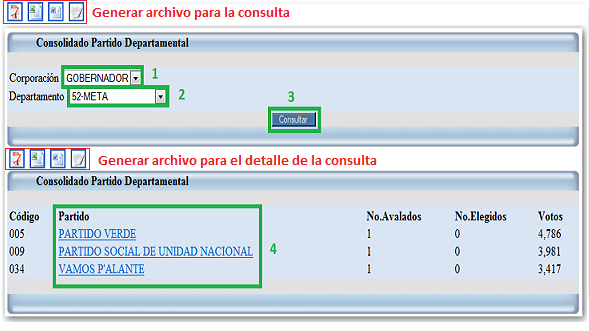 Generar archivo para la consulta
Consolidado Partido Departamental
Corporación GOBERNADOR 1
Departamento 52-META 2
3
Consultar
Generar archivo para el detalle de la consulta
Consolidado Partido Departamental
Código Partido No.Avalados No.Elegidos Votos
005 PARTIDO VERDE 1 0 4,786
009 PARTIDO SOCIAL DE UNIDAD NACIONAL 4 1 0 3,981
034 VAMOS P'ALANTE 1 0 3,417